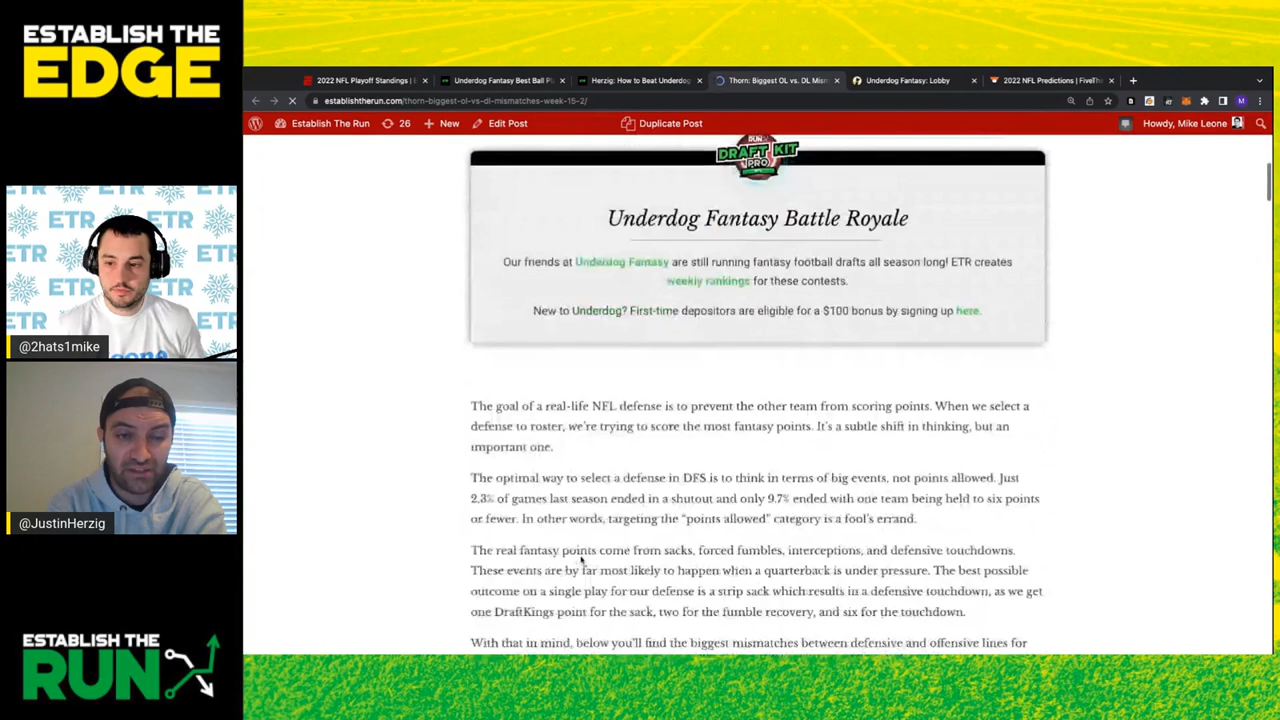 ESTABLISH THE
EDGE
ETR
ETR
ETR
ETR
ETR
@2hats1mike
@JustinHerzig
ESTABLISH THE
RUN
2022 NFL Playoff Standings | E
Underdog Fantasy Best Ball Pl
Herzig: How to Beat Underdog
Thorn: Biggest OL vs. DL Mism
Underdog Fantasy: Lobby
2022 NFL Predictions | FiveThi
establishtherun.com/thorn-biggest-ol-vs-dl-mismatches-week-15-2/
Establish The Run
26
New
Edit Post
Duplicate Post
Howdy, Mike Leone
RUN
DRAFT KIT
PRO
Underdog Fantasy Battle Royale
Our friends at Underdog Fantasy are still running fantasy football drafts all season long! ETR creates
weekly rankings for these contests.
New to Underdog? First-time depositors are eligible for a $100 bonus by signing up here.
The goal of a real-life NFL defense is to prevent the other team from scoring points. When we select a
defense to roster, we're trying to score the most fantasy points. It's a subtle shift in thinking, but an
important one.
The optimal way to select a defense in DFS is to think in terms of big events, not points allowed. Just
2.3% of games last season ended in a shutout and only 9.7% ended with one team being held to six points
or fewer. In other words, targeting the “points allowed” category is a fool's errand.
The real fantasy points come from sacks, forced fumbles, interceptions, and defensive touchdowns.
These events are by far most likely to happen when a quarterback is under pressure. The best possible
outcome on a single play for our defense is a strip sack which results in a defensive touchdown, as we get
one DraftKings point for the sack, two for the fumble recovery, and six for the touchdown.
With that in mind, below you'll find the biggest mismatches between defensive and offensive lines for